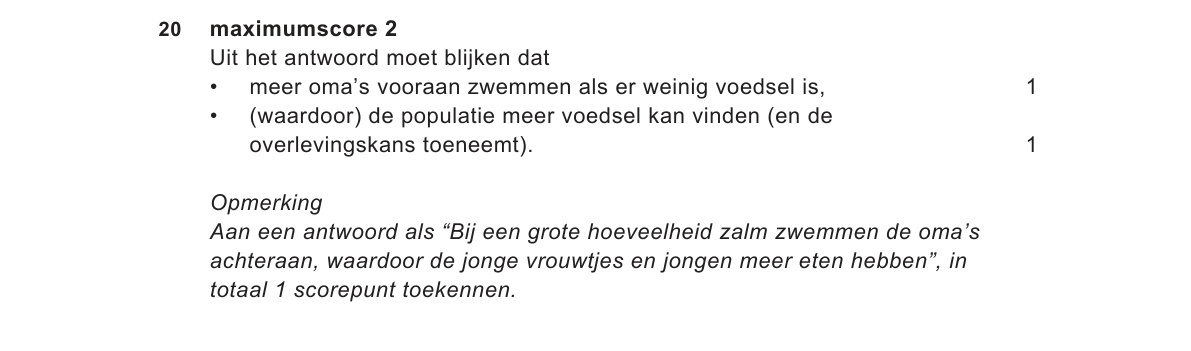 20 maximumscore 2
Uit het antwoord moet blijken dat
• meer oma’s vooraan zwemmen als er weinig voedsel is, 1
• (waardoor) de populatie meer voedsel kan vinden (en de
overlevingskans toeneemt). 1
Opmerking
Aan een antwoord als “Bij een grote hoeveelheid zalm zwemmen de oma’s
achteraan, waardoor de jonge vrouwtjes en jongen meer eten hebben”, in
totaal 1 scorepunt toekennen.